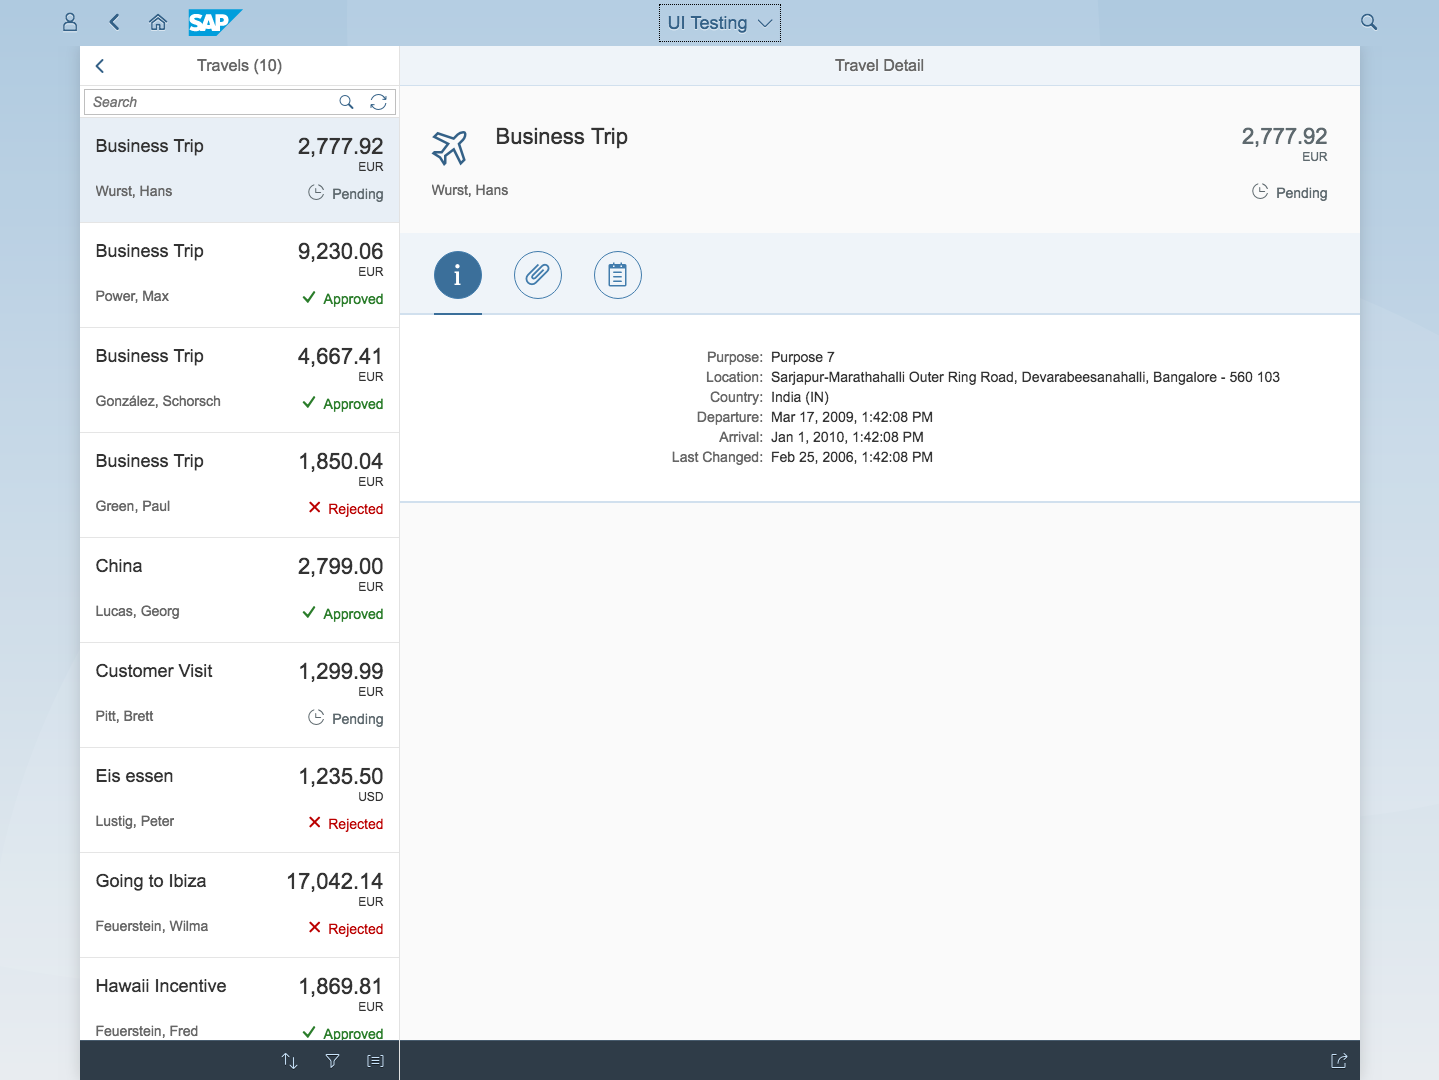 SAP
UI Testing
Travels (10)
Search
Business Trip 2,777.92
EUR
Wurst, Hans Pending
Business Trip 9,230.06
EUR
Power, Max Approved
Business Trip 4,667.41
EUR
González, Schorsch Approved
Business Trip 1,850.04
EUR
Green, Paul Rejected
China 2,799.00
EUR
Lucas, Georg Approved
Customer Visit 1,299.99
EUR
Pitt, Brett Pending
Eis essen 1,235.50
USD
Lustig, Peter Rejected
Going to Ibiza 17,042.14
EUR
Feuerstein, Wilma Rejected
Hawaii Incentive 1,869.81
EUR
Feuerstein, Fred Approved
Travel Detail
Business Trip 2,777.92
EUR
Wurst, Hans Pending
Purpose: Purpose 7
Location: Sarjapur-Marathahalli Outer Ring Road, Devarabeesanahalli, Bangalore - 560 103
Country: India (IN)
Departure: Mar 17, 2009, 1:42:08 PM
Arrival: Jan 1, 2010, 1:42:08 PM
Last Changed: Feb 25, 2006, 1:42:08 PM